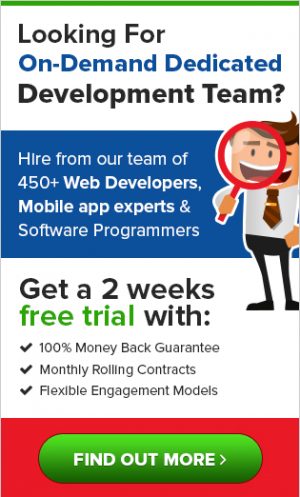 Looking For
On-Demand Dedicated
Development Team?
Hire from our team of
450+ Web Developers,
Mobile app experts &
Software Programmers
Get a 2 weeks
free trial with:
✔ 100% Money Back Guarantee
✔ Monthly Rolling Contracts
✔ Flexible Engagement Models
FIND OUT MORE >